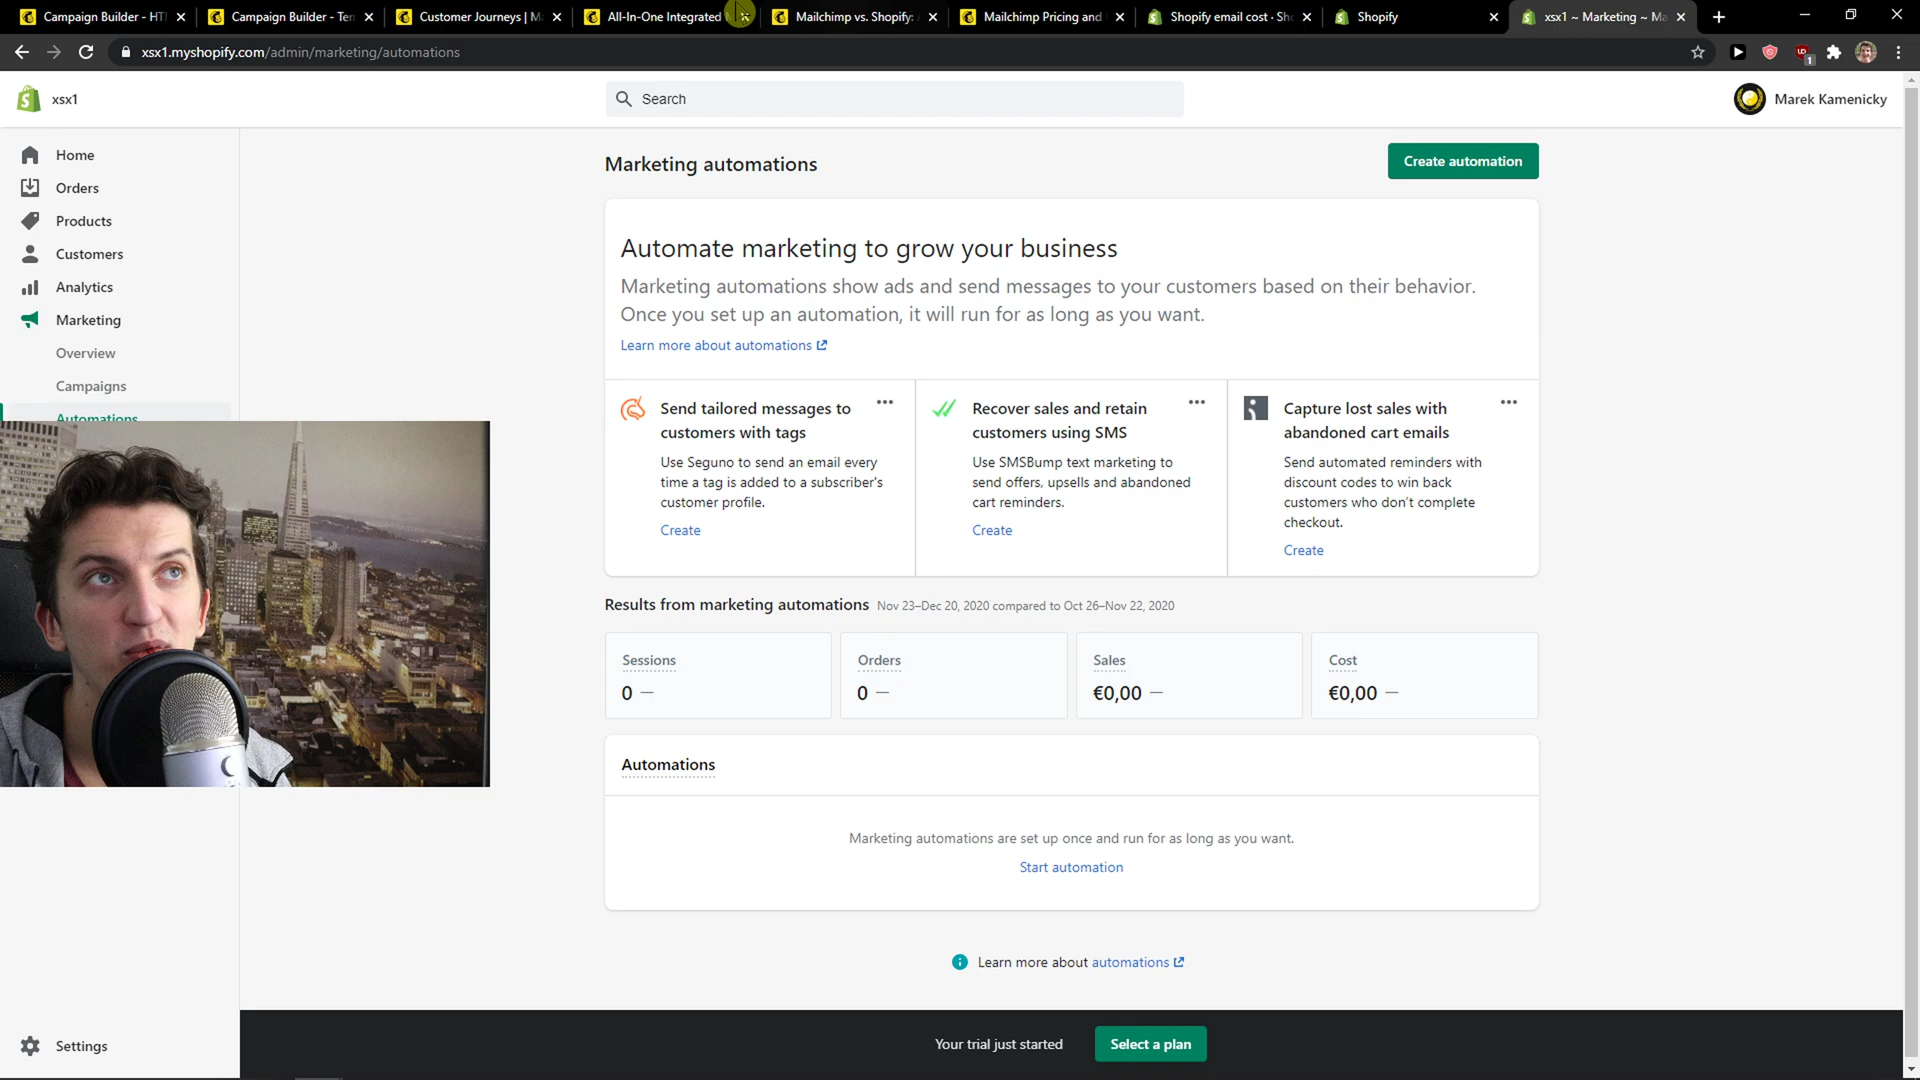 Campaign Builder - HT
Campaign Builder - Ter
Customer Journeys | M
All-In-One Integrated
Mailchimp vs. Shopify:
Mailchimp Pricing and
Shopify email cost · Sh
Shopify
xsx1 ~ Marketing ~ Ma
xsx1.myshopify.com/admin/marketing/automations
1
xsx1
Search
Marek Kamenicky
Home
Orders
Products
Customers
Analytics
Marketing
Overview
Campaigns
Automations
Settings
Marketing automations
Create automation
Automate marketing to grow your business
Marketing automations show ads and send messages to your customers based on their behavior.
Once you set up an automation, it will run for as long as you want.
Learn more about automations
Send tailored messages to
customers with tags
Use Seguno to send an email every
time a tag is added to a subscriber's
customer profile.
Create
Recover sales and retain
customers using SMS
Use SMSBump text marketing to
send offers, upsells and abandoned
cart reminders.
Create
Capture lost sales with
abandoned cart emails
Send automated reminders with
discount codes to win back
customers who don't complete
checkout.
Create
Results from marketing automations Nov 23–Dec 20, 2020 compared to Oct 26–Nov 22, 2020
Sessions
0 —
Orders
0 —
Sales
€0,00 —
Cost
€0,00 —
Automations
Marketing automations are set up once and run for as long as you want.
Start automation
Learn more about automations
Your trial just started
Select a plan